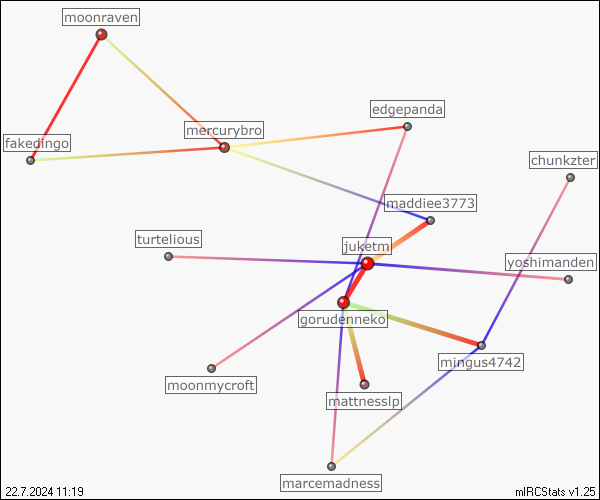 moonraven
edgepanda
mercurybro
fakedingo
chunkzter
maddiee3773
turtelious
juketm
yoshimanden
gorudenneko
mingus4742
moonmycroft
mattnesslp
marcemadness
22.7.2024 11:19
mIRCStats v1.25